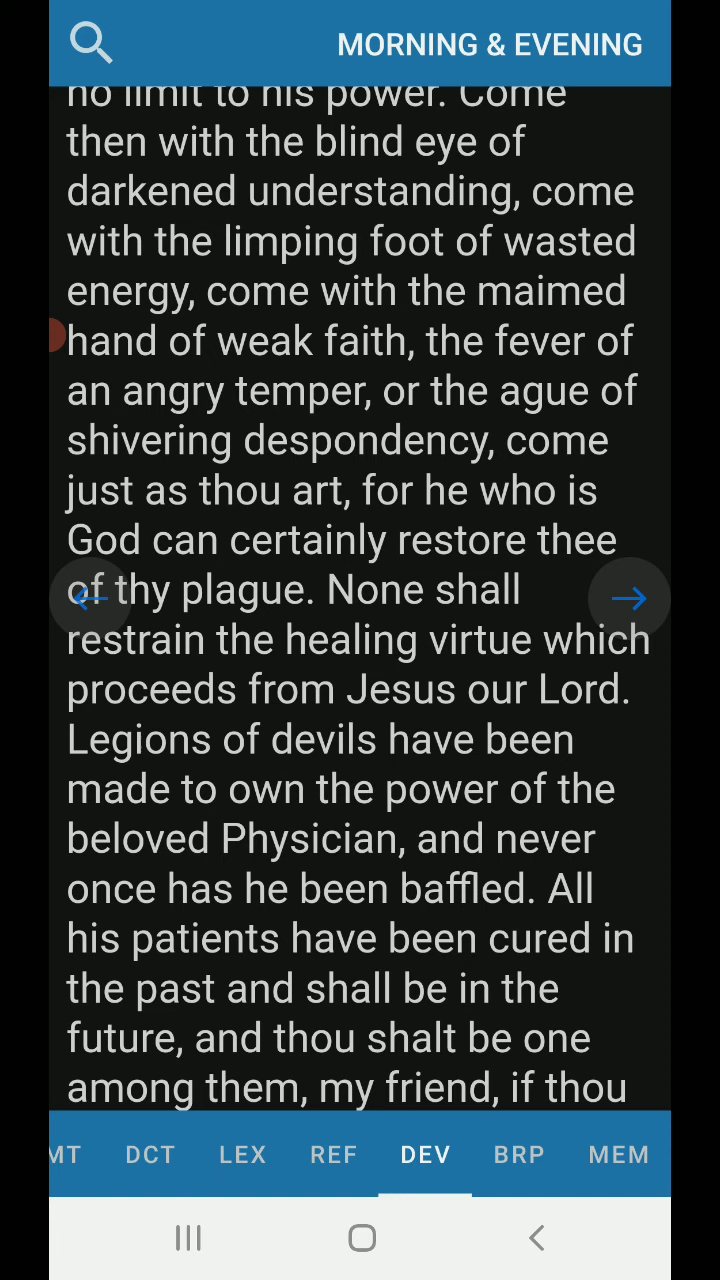 MORNING & EVENING
no limit to his power. Come
then with the blind eye of
darkened understanding, come
with the limping foot of wasted
energy, come with the maimed
hand of weak faith, the fever of
an angry temper, or the ague of
shivering despondency, come
just as thou art, for he who is
God can certainly restore thee
of thy plague. None shall
restrain the healing virtue which
proceeds from Jesus our Lord.
Legions of devils have been
made to own the power of the
beloved Physician, and never
once has he been baffled. All
his patients have been cured in
the past and shall be in the
future, and thou shalt be one
among them, my friend, if thou
MT DCT LEX REF DEV BRP MEM